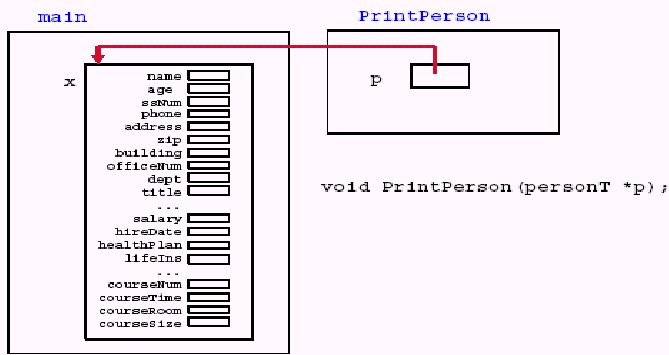 main
PrintPerson
x
name
age
ssNum
phone
address
zip
building
officeNum
dept
title
...
salary
hireDate
healthPlan
lifeIns
...
courseNum
courseTime
courseRoom
courseSize
p
void PrintPerson(personT *p);